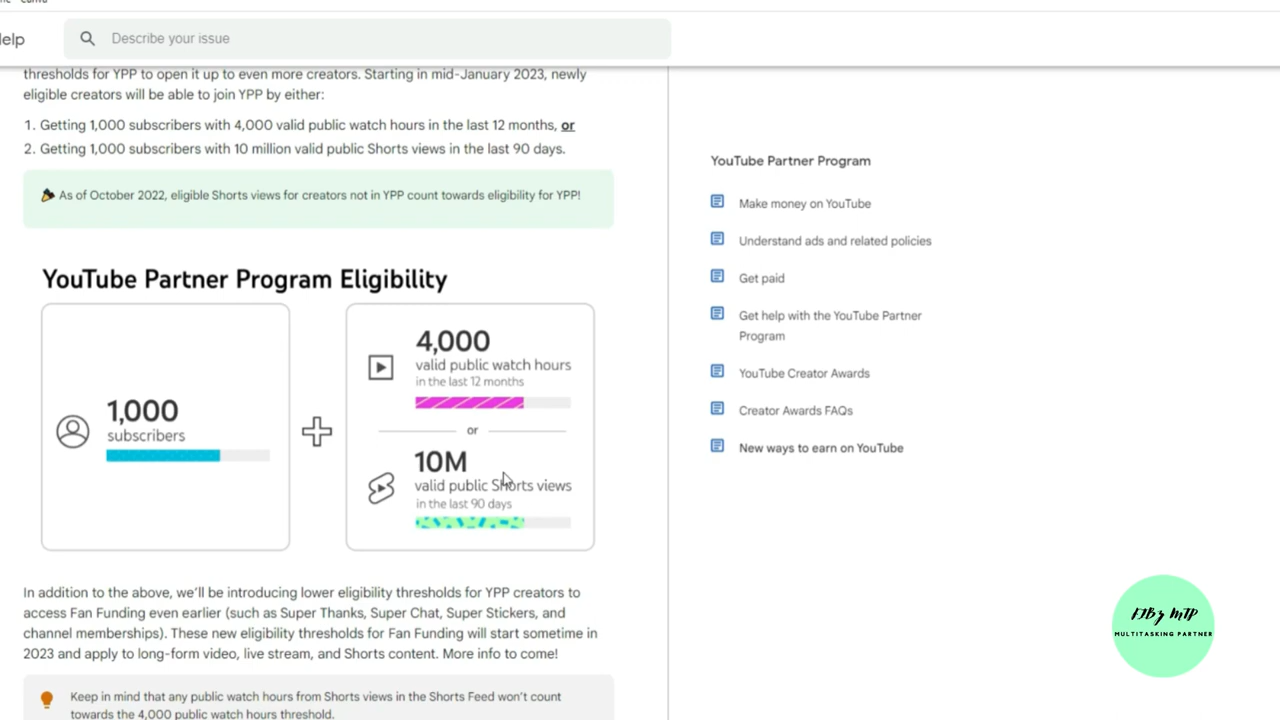 elp
Describe your issue
thresholds for YPP to open it up to even more creators. Starting in mid-January 2023, newly
eligible creators will be able to join YPP by either:
1. Getting 1,000 subscribers with 4,000 valid public watch hours in the last 12 months, or
2. Getting 1,000 subscribers with 10 million valid public Shorts views in the last 90 days.
As of October 2022, eligible Shorts views for creators not in YPP count towards eligibility for YPP!
YouTube Partner Program Eligibility
1,000
subscribers
4,000
valid public watch hours
in the last 12 months
or
10M
valid public Shorts views
in the last 90 days
In addition to the above, we'll be introducing lower eligibility thresholds for YPP creators to
access Fan Funding even earlier (such as Super Thanks, Super Chat, Super Stickers, and
channel memberships). These new eligibility thresholds for Fan Funding will start sometime in
2023 and apply to long-form video, live stream, and Shorts content. More info to come!
Keep in mind that any public watch hours from Shorts views in the Shorts Feed won't count
towards the 4,000 public watch hours threshold.
YouTube Partner Program
Make money on YouTube
Understand ads and related policies
Get paid
Get help with the YouTube Partner
Program
YouTube Creator Awards
Creator Awards FAQs
New ways to earn on YouTube
MULTITASKING PARTNER